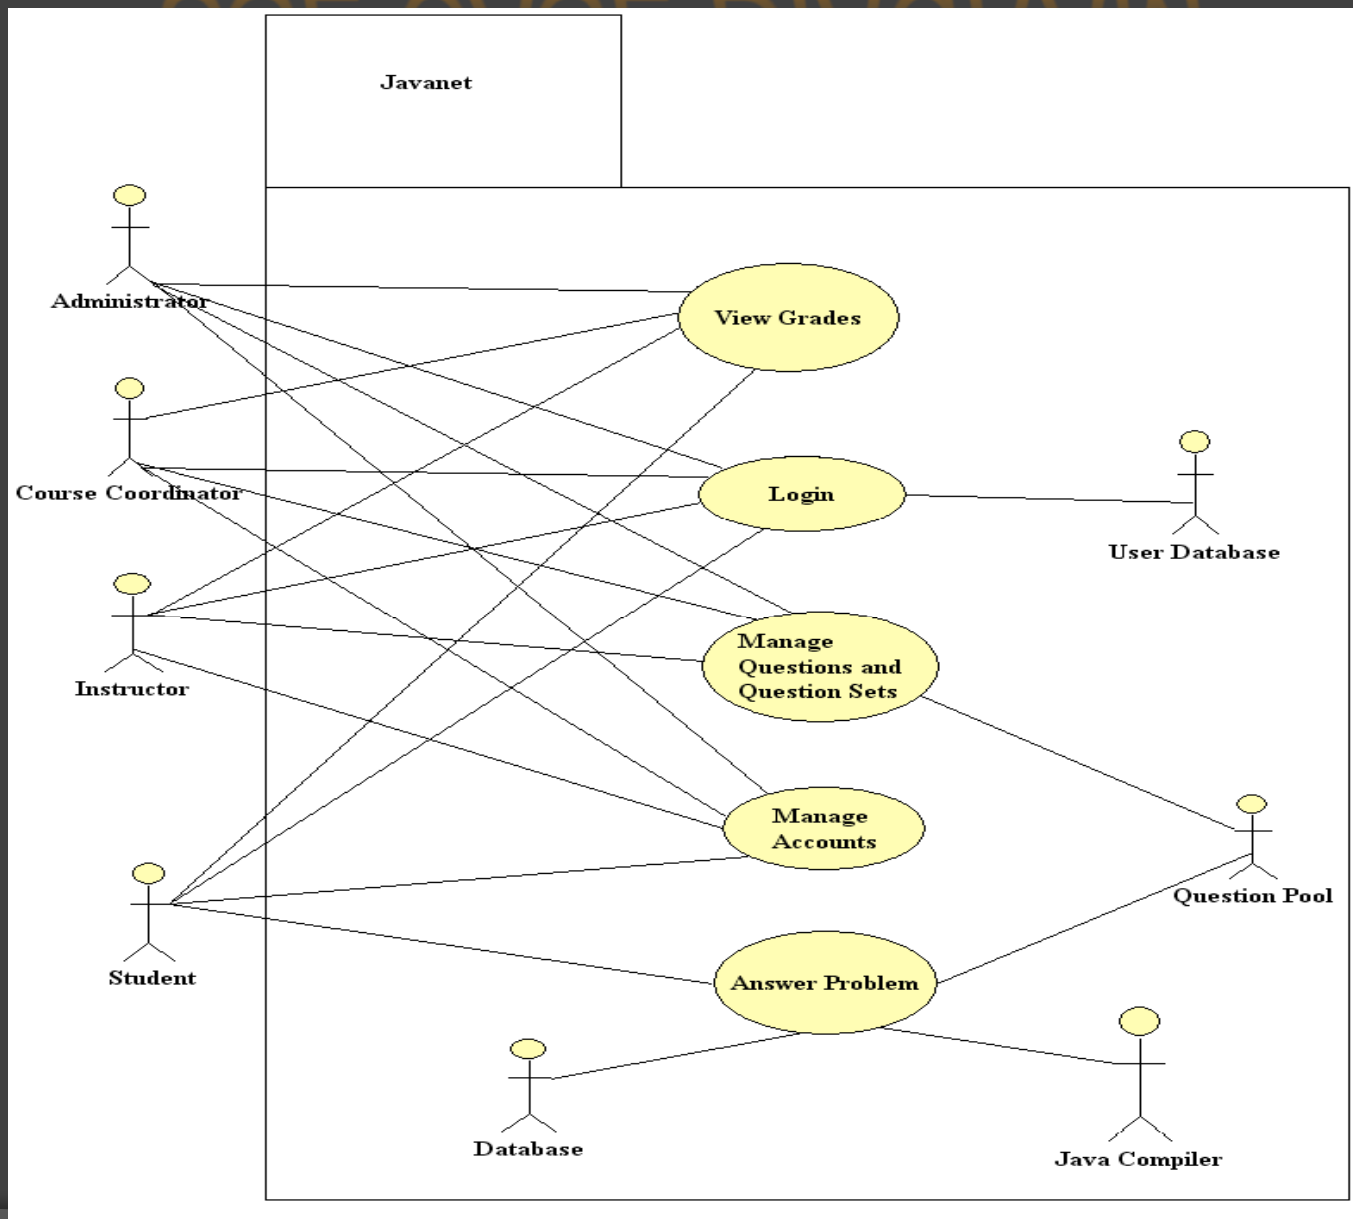 Javanet
Administrator
View Grades
Course Coordinator
Login
User Database
Manage
Questions and
Question Sets
Instructor
Manage
Accounts
Question Pool
Student
Answer Problem
Database
Java Compiler